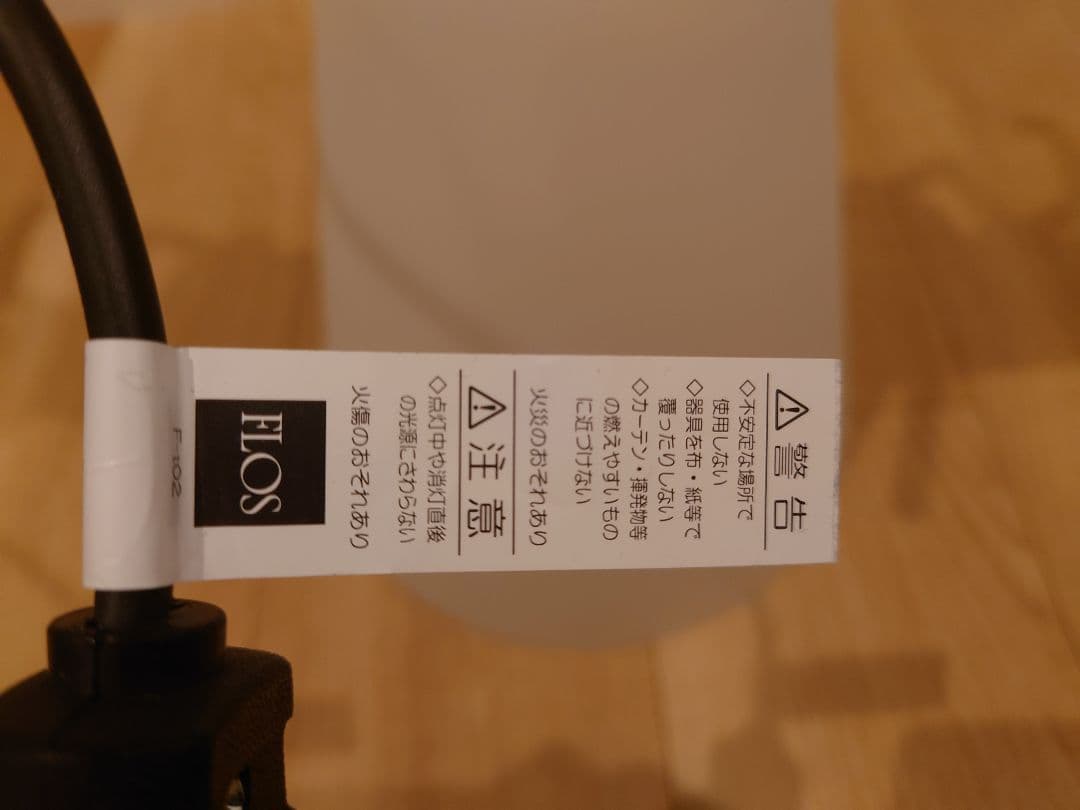 ⚠警告
◇不安定な場所で
使用しない
◇器具を布・紙等で
覆ったりしない
◇カーテン・揮発物等
の燃えやすいもの
に近づけない
火災のおそれあり
⚠注意
◇点灯中や消灯直後
の光源にさわらない
火傷のおそれあり
FLOS
F-102